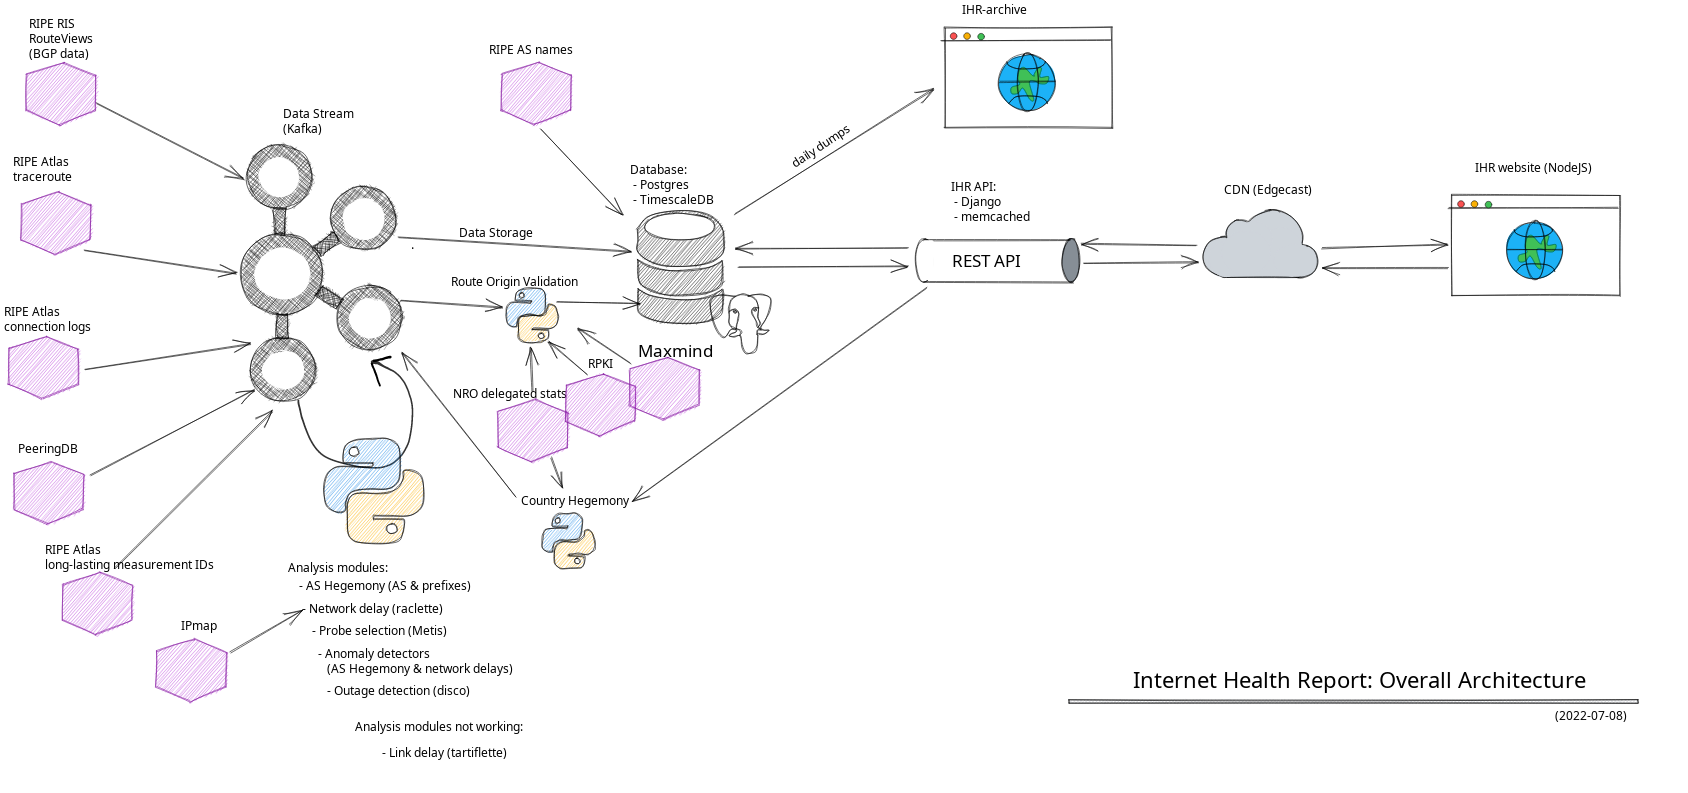 IHR-archive
RIPE RIS
RouteViews
(BGP data)
RIPE AS names
Data Stream
(Kafka)
daily dumps
RIPE Atlas
traceroute
Database:
- Postgres
- TimescaleDB
IHR API:
- Django
- memcached
CDN (Edgecast)
IHR website (NodeJS)
Data Storage
REST API
Route Origin Validation
RIPE Atlas
connection logs
Maxmind
RPKI
NRO delegated stats
PeeringDB
Country Hegemony
RIPE Atlas
long-lasting measurement IDs
Analysis modules:
- AS Hegemony (AS & prefixes)
- Network delay (raclette)
- Probe selection (Metis)
- Anomaly detectors
(AS Hegemony & network delays)
- Outage detection (disco)
IPmap
Analysis modules not working:
- Link delay (tartiflette)
Internet Health Report: Overall Architecture
(2022-07-08)